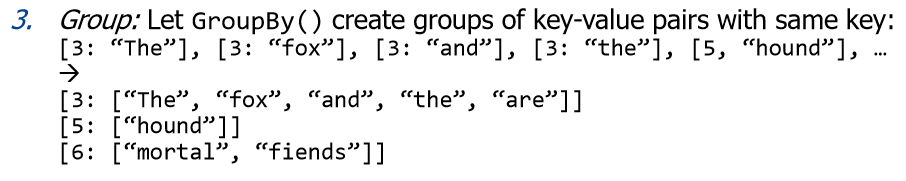 3. Group: Let GroupBy() create groups of key-value pairs with same key:
[3: “The”], [3: “fox”], [3: “and”], [3: “the”], [5, “hound”], …
→
[3: [“The”, “fox”, “and”, “the”, “are”]]
[5: [“hound”]]
[6: [“mortal”, “fiends”]]